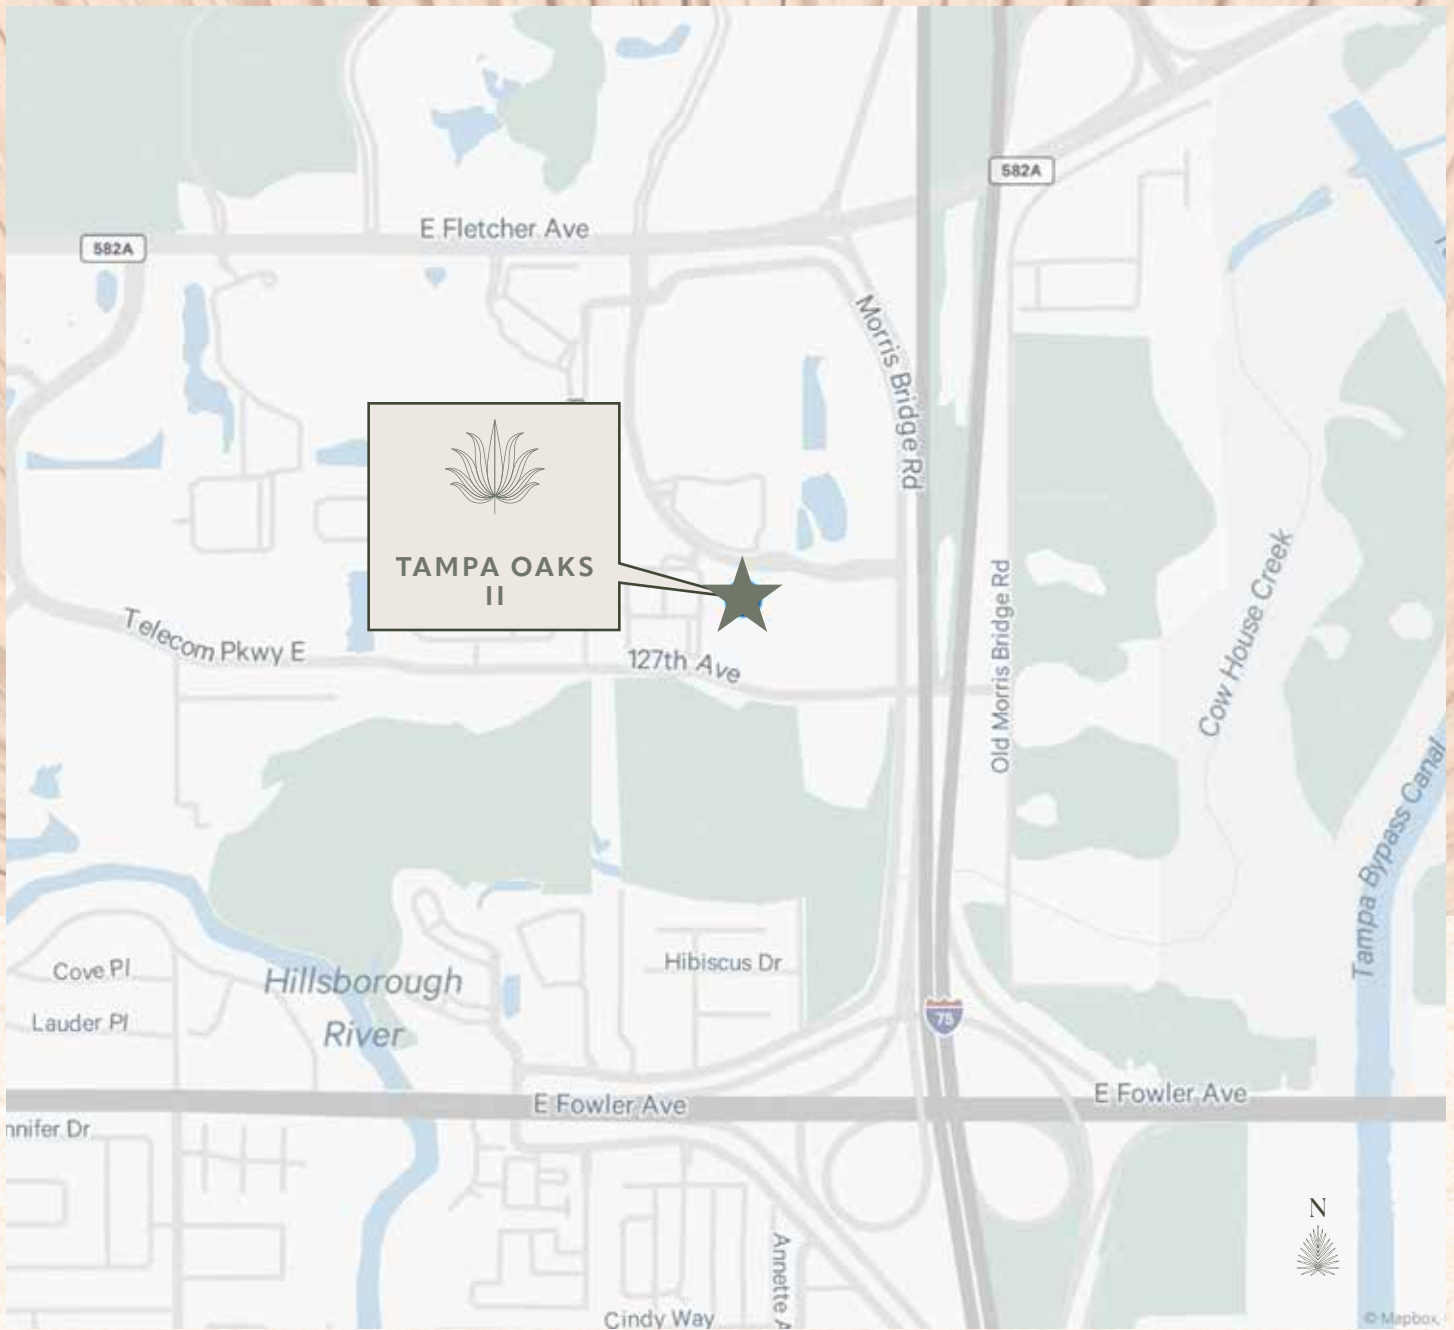 582A
E Fletcher Ave
582A
Morris Bridge Rd
TAMPA OAKS
II
Telecom Pkwy E
127th Ave
Old Morris Bridge Rd
Cow House Creek
Tampa Bypass Canal
Hibiscus Dr
Cove Pl
Lauder Pl
Hillsborough
River
75
E Fowler Ave
E Fowler Ave
nnifer Dr
N
Annette A
Cindy Way
© Mapbox,